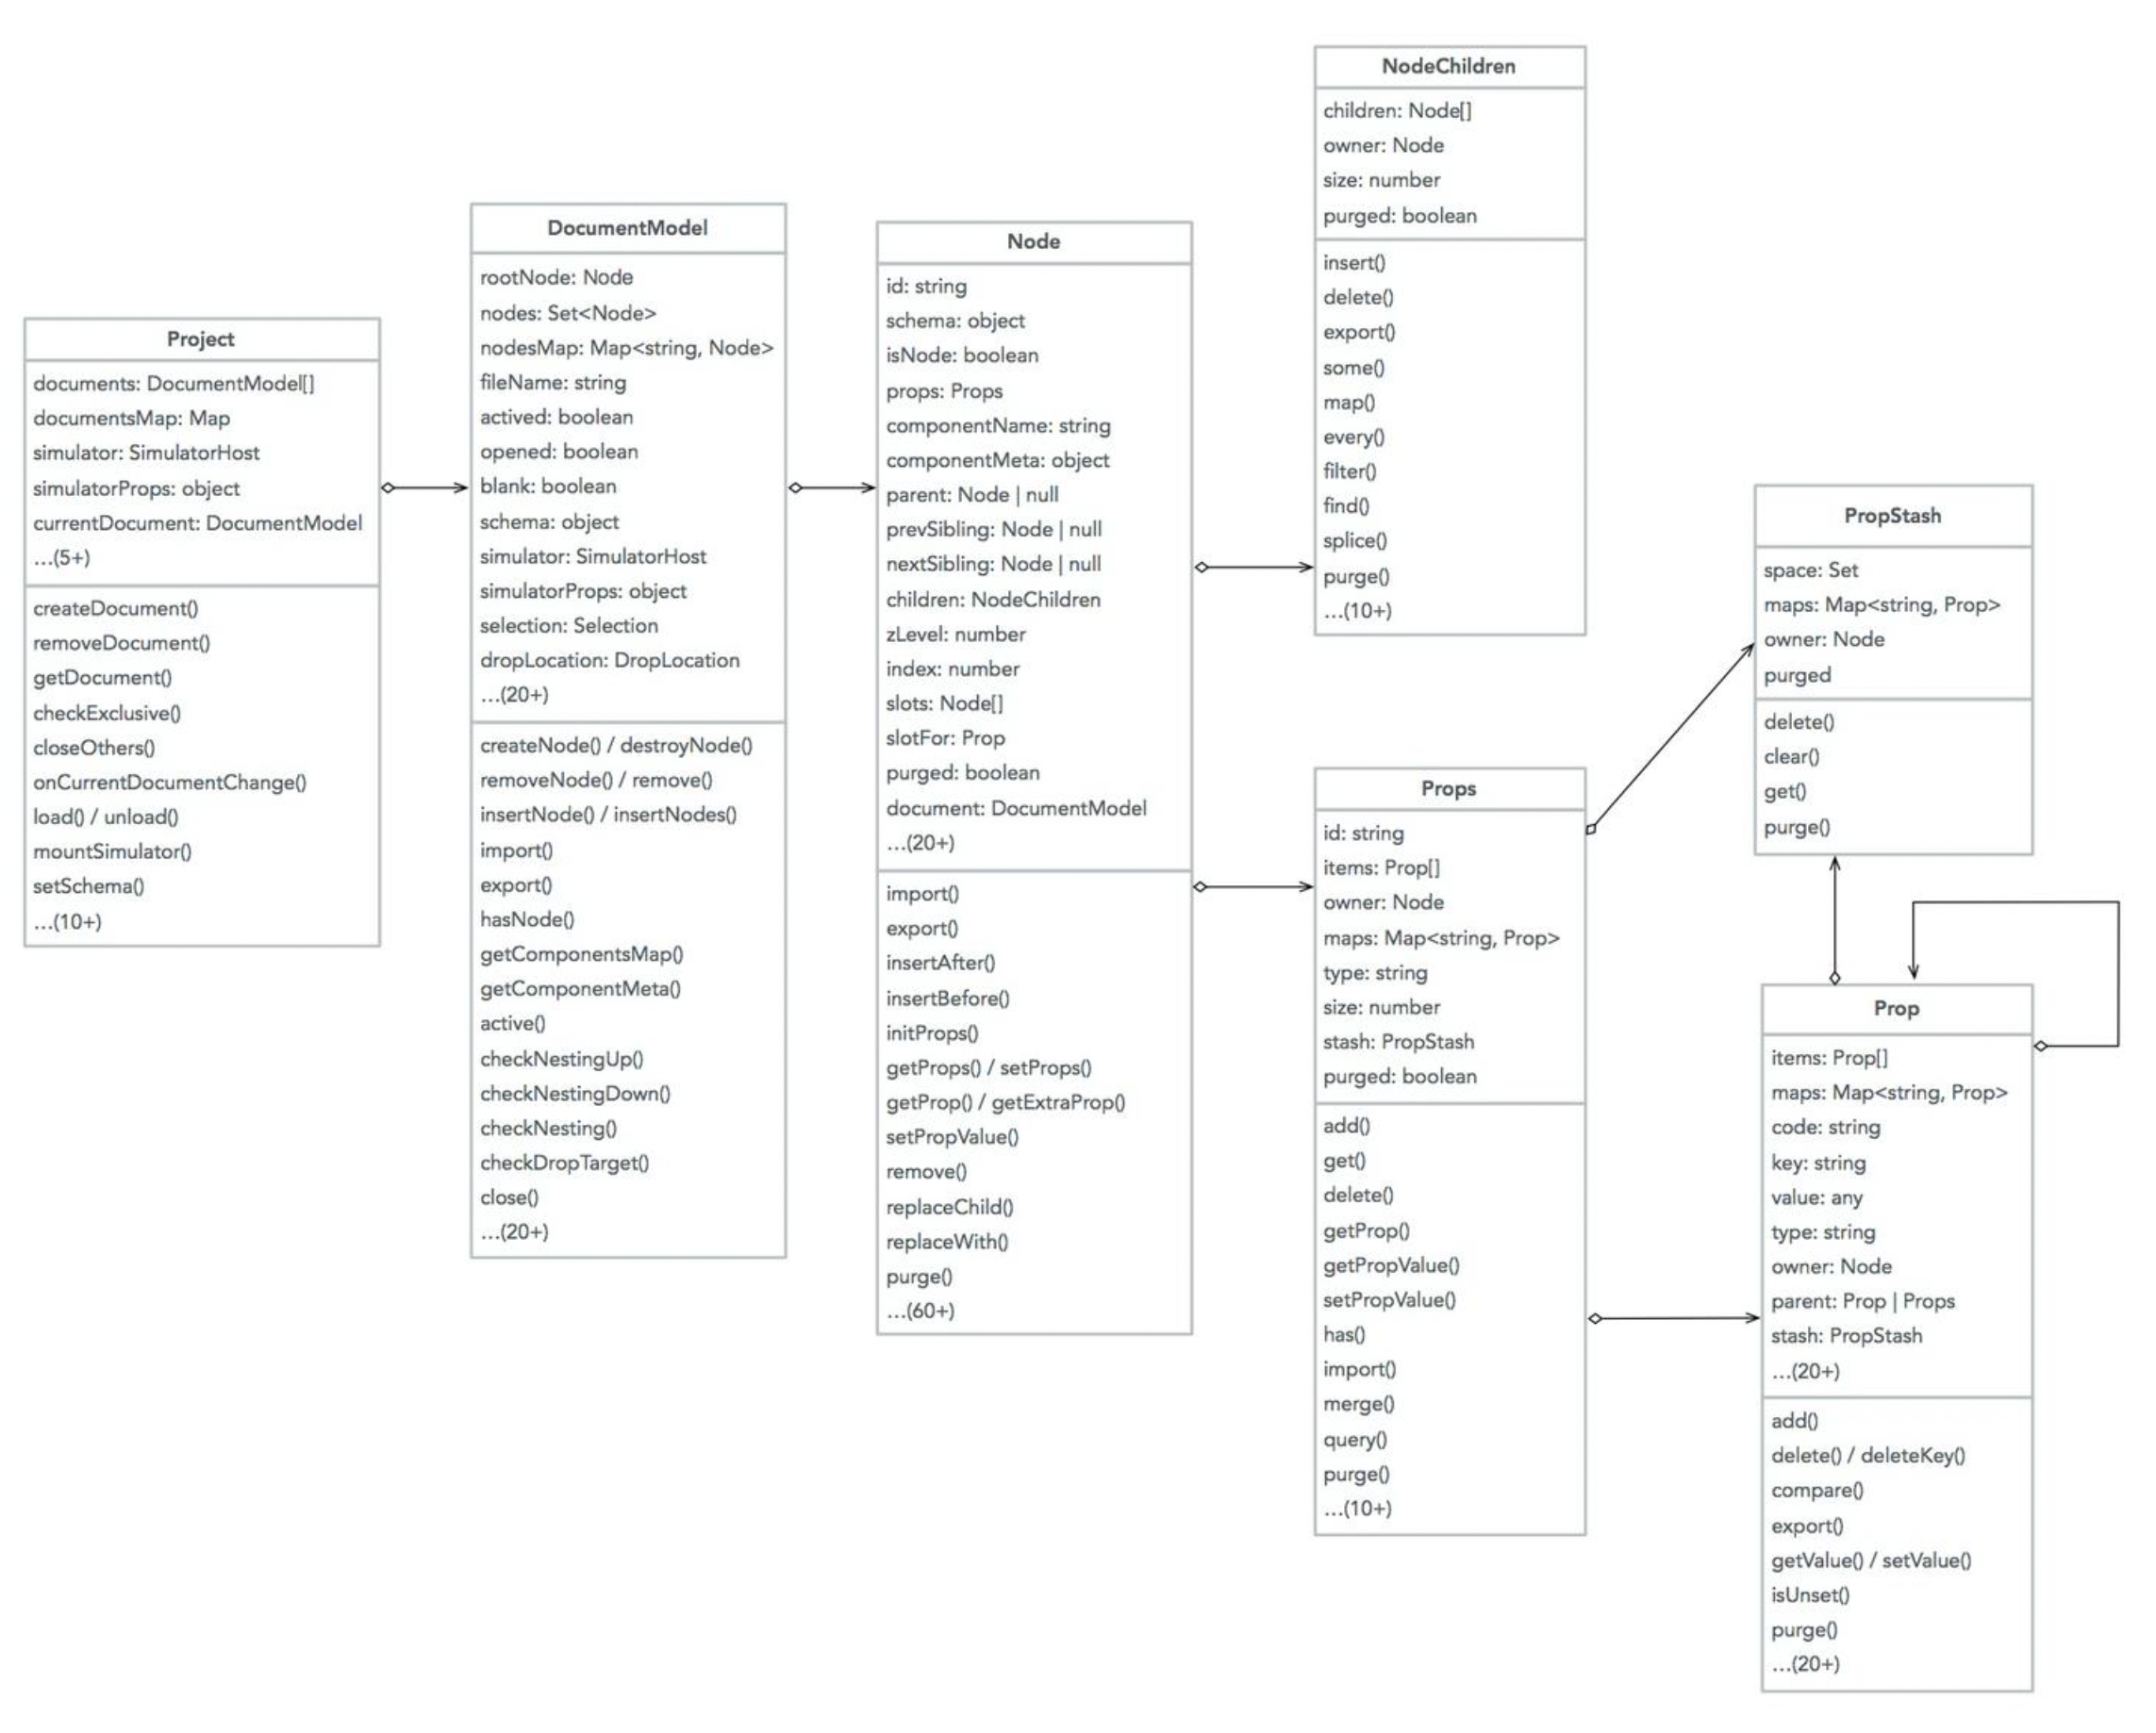 Project
documents: DocumentModel[]
documentsMap: Map
simulator: SimulatorHost
simulatorProps: object
currentDocument: DocumentModel
...(5+)
createDocument()
removeDocument()
getDocument()
checkExclusive()
closeOthers()
onCurrentDocumentChange()
load() / unload()
mountSimulator()
setSchema()
...(10+)
DocumentModel
rootNode: Node
nodes: Set<Node>
nodesMap: Map<string, Node>
fileName: string
actived: boolean
opened: boolean
blank: boolean
schema: object
simulator: SimulatorHost
simulatorProps: object
selection: Selection
dropLocation: DropLocation
...(20+)
createNode() / destroyNode()
removeNode() / remove()
insertNode() / insertNodes()
import()
export()
hasNode()
getComponentsMap()
getComponentMeta()
active()
checkNestingUp()
checkNestingDown()
checkNesting()
checkDropTarget()
close()
...(20+)
Node
id: string
schema: object
isNode: boolean
props: Props
componentName: string
componentMeta: object
parent: Node | null
prevSibling: Node | null
nextSibling: Node | null
children: NodeChildren
zLevel: number
index: number
slots: Node[]
slotFor: Prop
purged: boolean
document: DocumentModel
...(20+)
import()
export()
insertAfter()
insertBefore()
initProps()
getProps() / setProps()
getProp() / getExtraProp()
setPropValue()
remove()
replaceChild()
replaceWith()
purge()
...(60+)
NodeChildren
children: Node[]
owner: Node
size: number
purged: boolean
insert()
delete()
export()
some()
map()
every()
filter()
find()
splice()
purge()
...(10+)
Props
id: string
items: Prop[]
owner: Node
maps: Map<string, Prop>
type: string
size: number
stash: PropStash
purged: boolean
add()
get()
delete()
getProp()
getPropValue()
setPropValue()
has()
import()
merge()
query()
purge()
...(10+)
PropStash
space: Set
maps: Map<string, Prop>
owner: Node
purged
delete()
clear()
get()
purge()
Prop
items: Prop[]
maps: Map<string, Prop>
code: string
key: string
value: any
type: string
owner: Node
parent: Prop | Props
stash: PropStash
...(20+)
add()
delete() / deleteKey()
compare()
export()
getValue() / setValue()
isUnset()
purge()
...(20+)